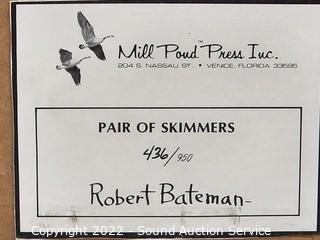 Mill Pond Press Inc.
204 S. NASSAU ST. • VENICE, FLORIDA 33595
PAIR OF SKIMMERS
436/950
Robert Bateman
Copyright 2022 - Sound Auction Service